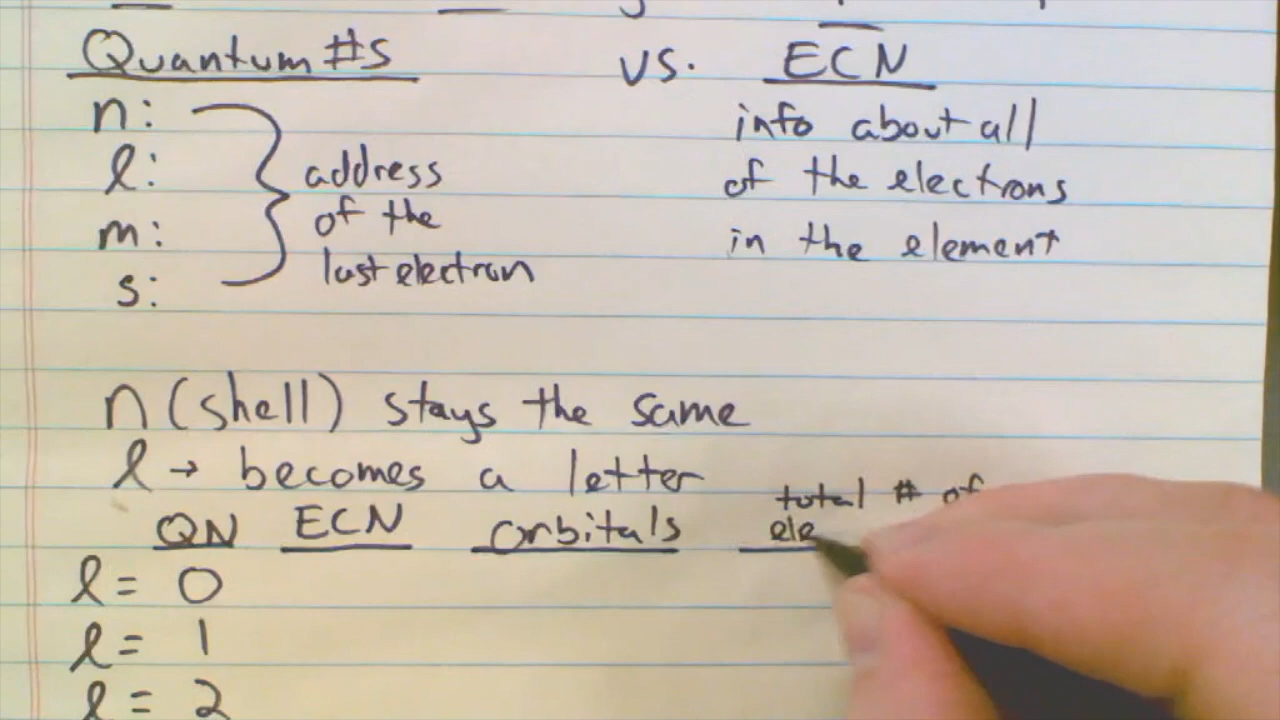 Quantum #s vs. ECN
n:
l:
m:
s:
address
of the
last electron
info about all
of the electrons
in the element
n (shell) stays the same
l → becomes a letter
total # of
QN ECN orbitals ele
l = 0
l = 1
l = 2